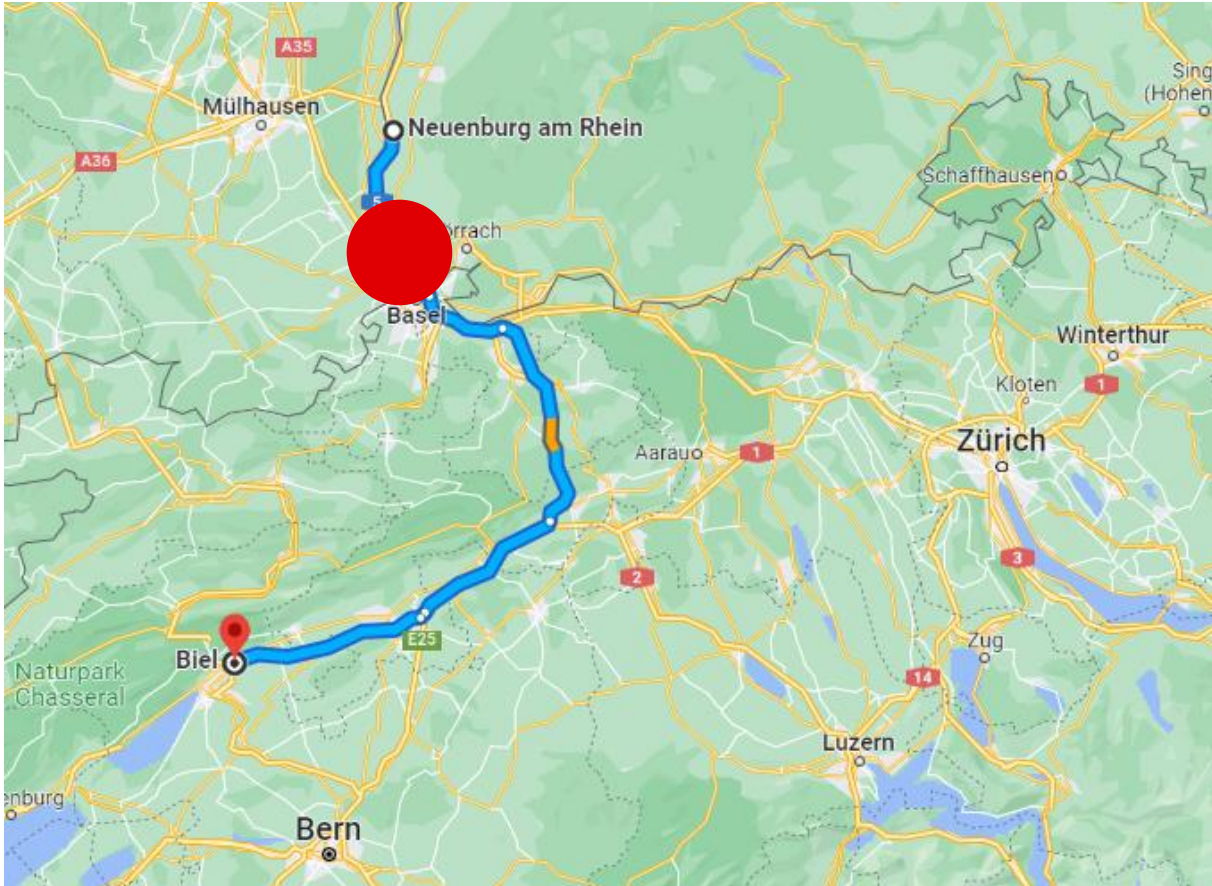 A35
Mülhausen
Neuenburg am Rhein
Sing
(Hohen
A36
Schaffhausen
5
örrach
Basel
Winterthur
Kloten
1
Zürich
Aarau
1
3
2
E25
Biel
Naturpark
Chasseral
Zug
14
Luzern
enburg
Bern